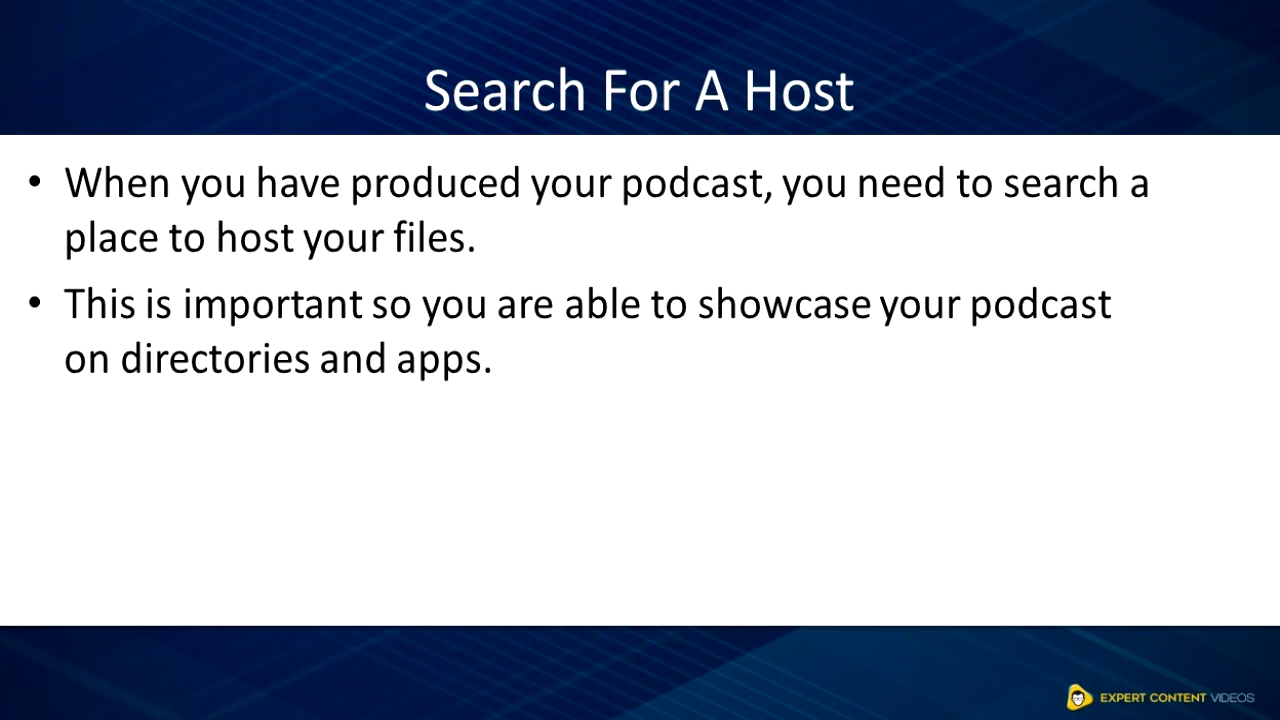 Search For A Host
• When you have produced your podcast, you need to search a
place to host your files.
• This is important so you are able to showcase your podcast
on directories and apps.
EXPERT CONTENT VIDEOS